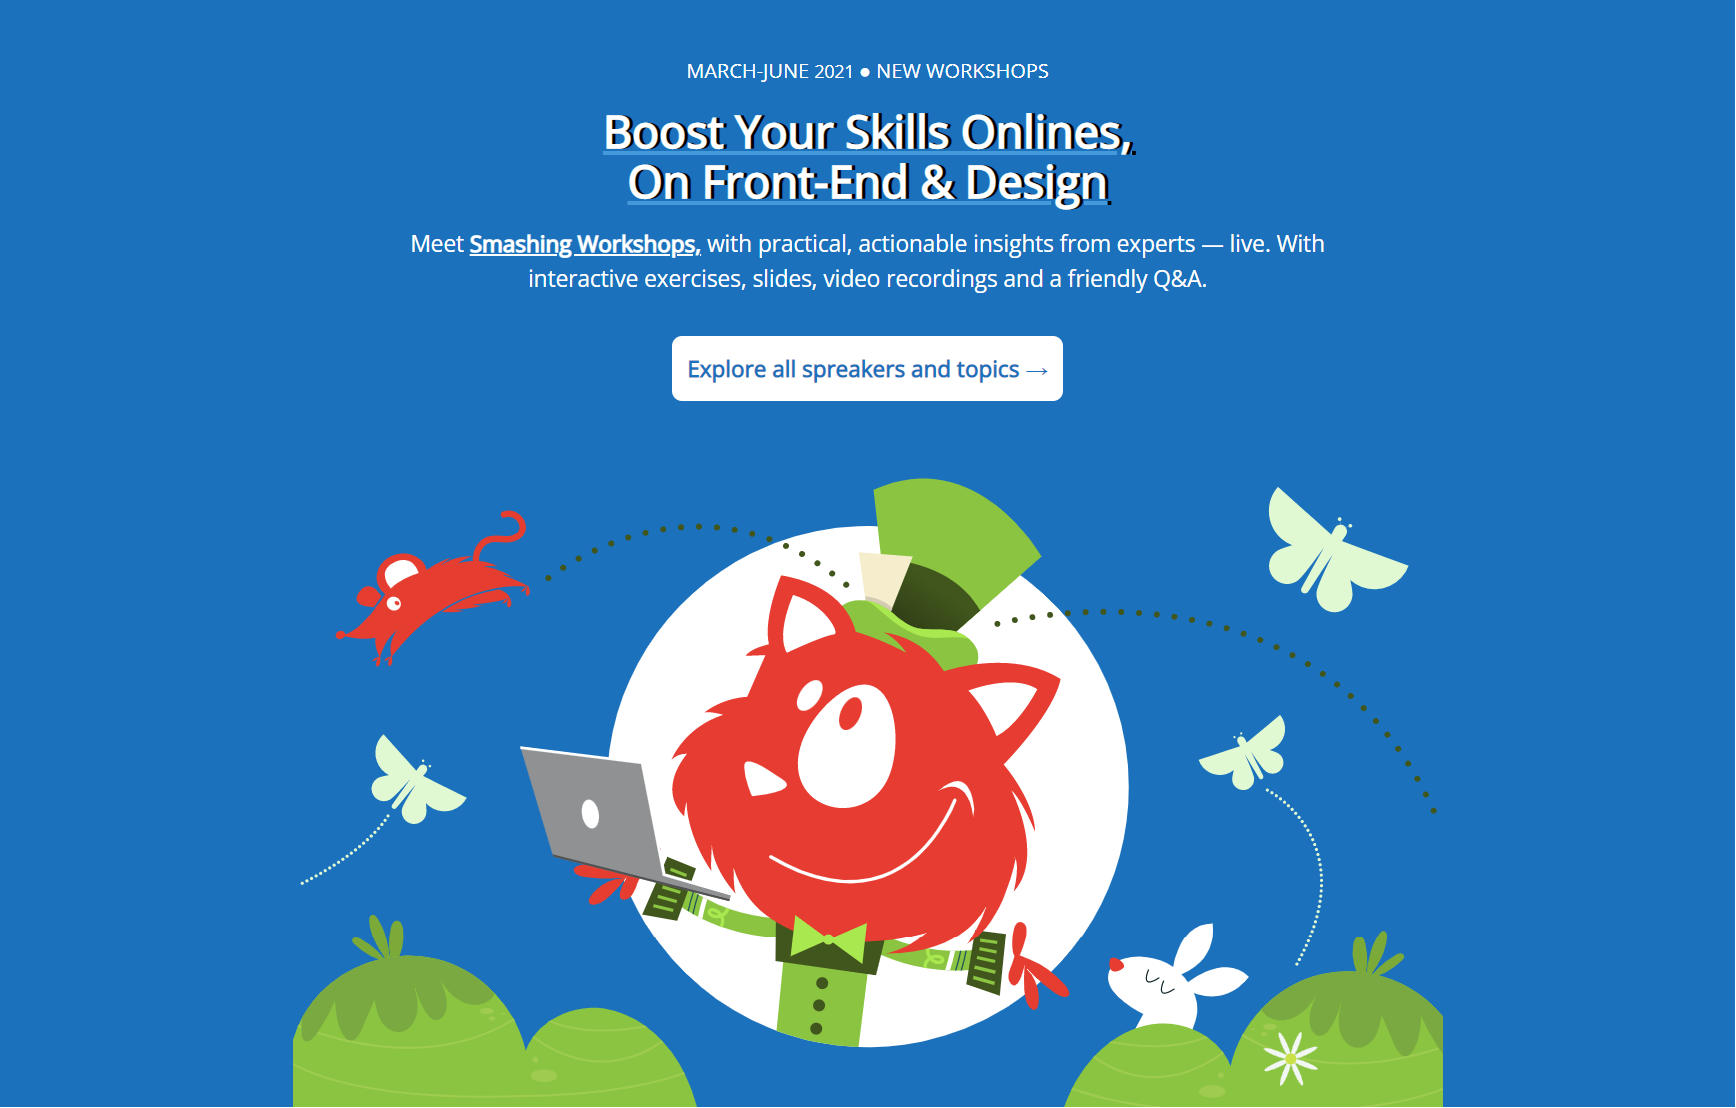 MARCH-JUNE 2021 ● NEW WORKSHOPS
Boost Your Skills Onlines,
On Front-End & Design
Meet Smashing Workshops, with practical, actionable insights from experts — live. With
interactive exercises, slides, video recordings and a friendly Q&A.
Explore all spreakers and topics →